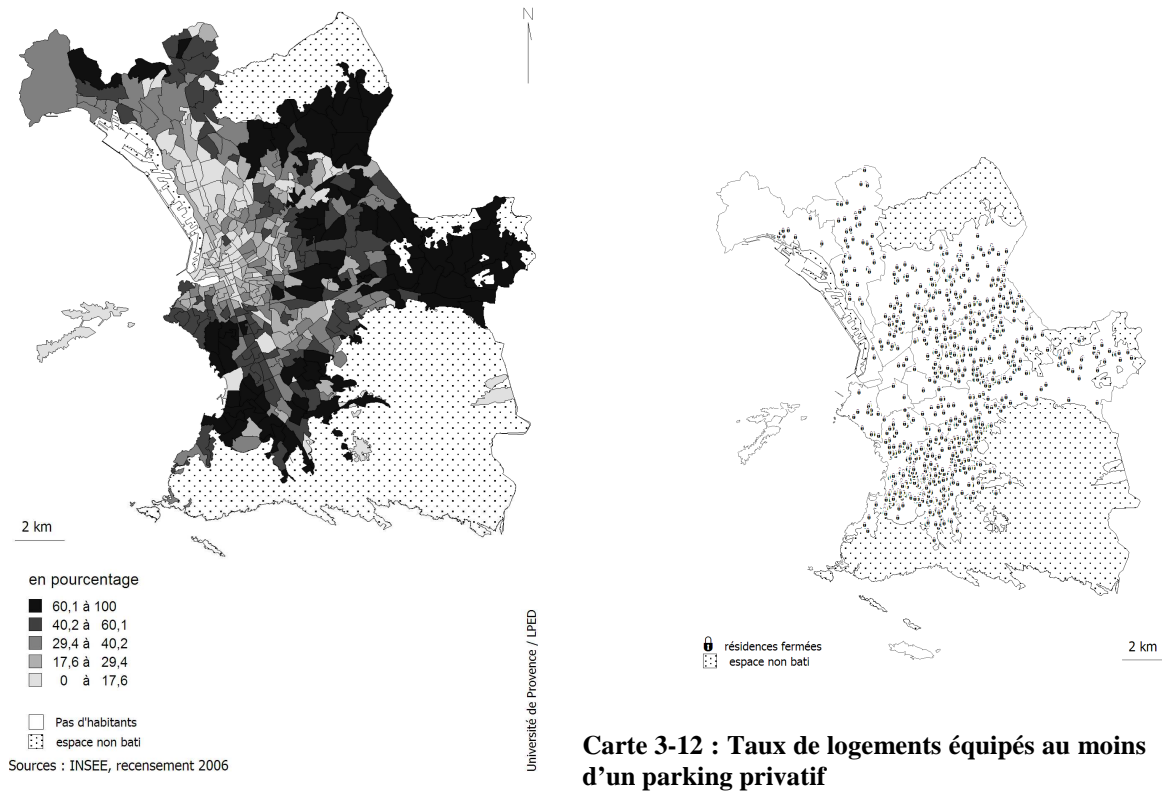 N
2 km
en pourcentage
60,1 à 100
40,2 à 60,1
29,4 à 40,2
17,6 à 29,4
0 à 17,6
Pas d'habitants
espace non bati
Sources : INSEE, recensement 2006
Université de Provence / LPED
résidences fermées
espace non bati
2 km
Carte 3-12 : Taux de logements équipés au moins
d'un parking privatif